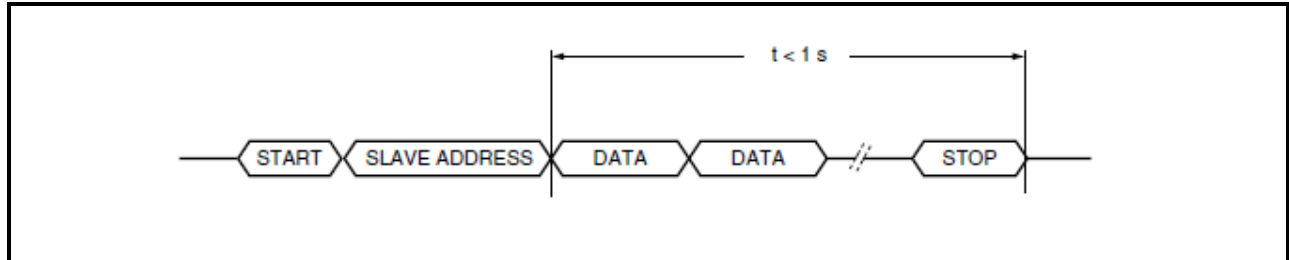 t < 1 s
START SLAVE ADDRESS DATA DATA STOP